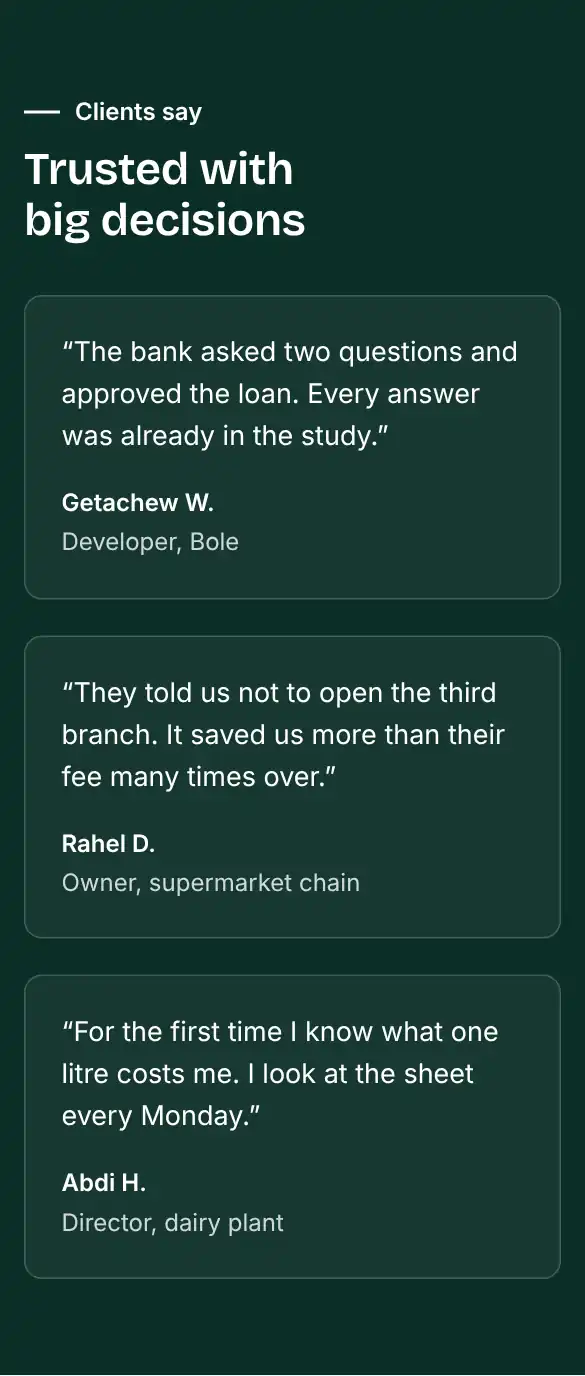 Clients say
Trusted with
big decisions
“The bank asked two questions and
approved the loan. Every answer
was already in the study.”
Getachew W.
Developer, Bole
“They told us not to open the third
branch. It saved us more than their
fee many times over.”
Rahel D.
Owner, supermarket chain
“For the first time I know what one
litre costs me. I look at the sheet
every Monday.”
Abdi H.
Director, dairy plant